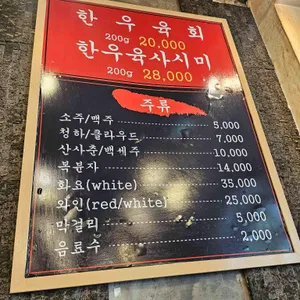 한우육회
200g 20,000
한우육사시미
200g 28,000
주류
소주/맥주 5,000
청하/클라우드 7,000
산사춘/백세주 10,000
복분자 14,000
화요(white) 35,000
와인(red/white) 25,000
막걸리 5,000
음료수 2,000